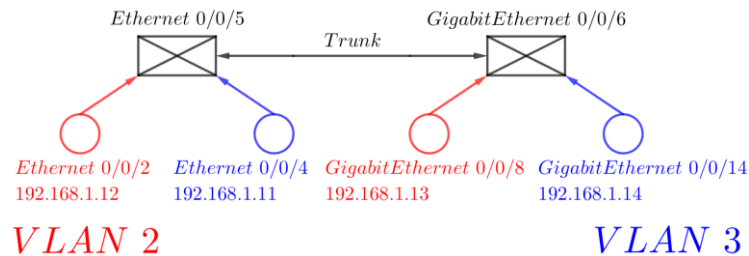 Ethernet 0/0/5
GigabitEthernet 0/0/6
Trunk
Ethernet 0/0/2
192.168.1.12
Ethernet 0/0/4
192.168.1.11
GigabitEthernet 0/0/8
192.168.1.13
GigabitEthernet 0/0/14
192.168.1.14
VLAN 2
VLAN 3